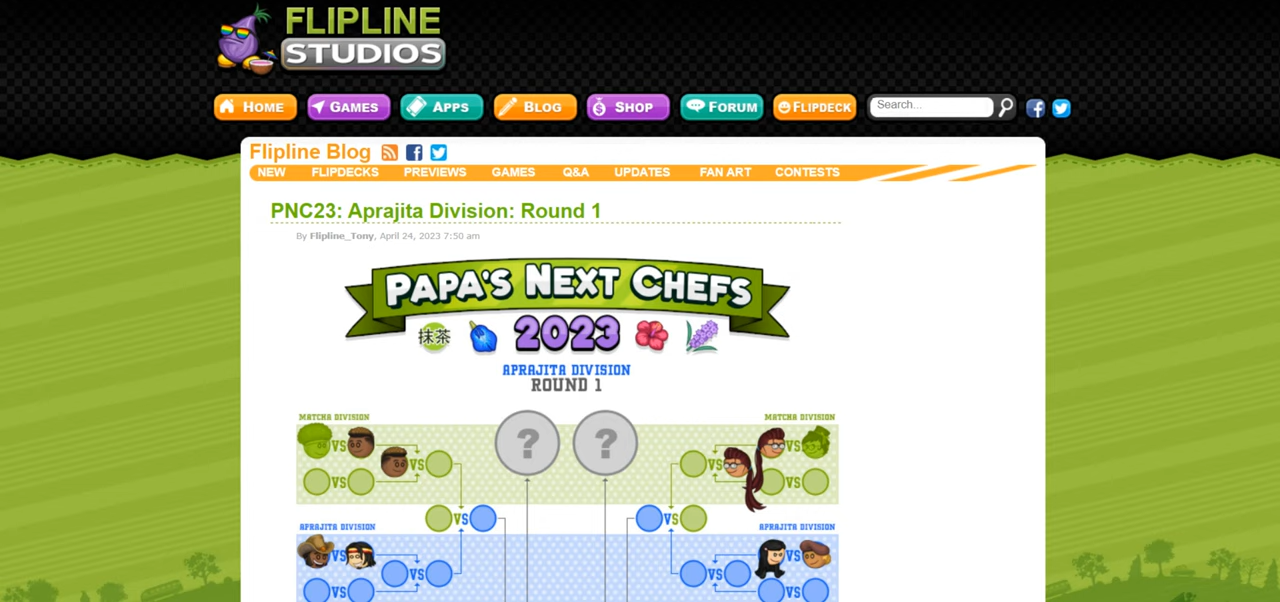 FLIPLINE
STUDIOS
HOME GAMES APPS BLOG SHOP FORUM FLIPDECK Search...
Flipline Blog
NEW FLIPDECKS PREVIEWS GAMES Q&A UPDATES FAN ART CONTESTS
PNC23: Aprajita Division: Round 1
By Flipline_Tony, April 24, 2023 7:50 am
PAPA'S NEXT CHEFS
抹茶 2023
APRAJITA DIVISION
ROUND 1
MATCHA DIVISION MATCHA DIVISION
? ?
VS VS
VS VS
VS VS
VS VS
APRAJITA DIVISION APRAJITA DIVISION
VS VS
VS VS
VS VS